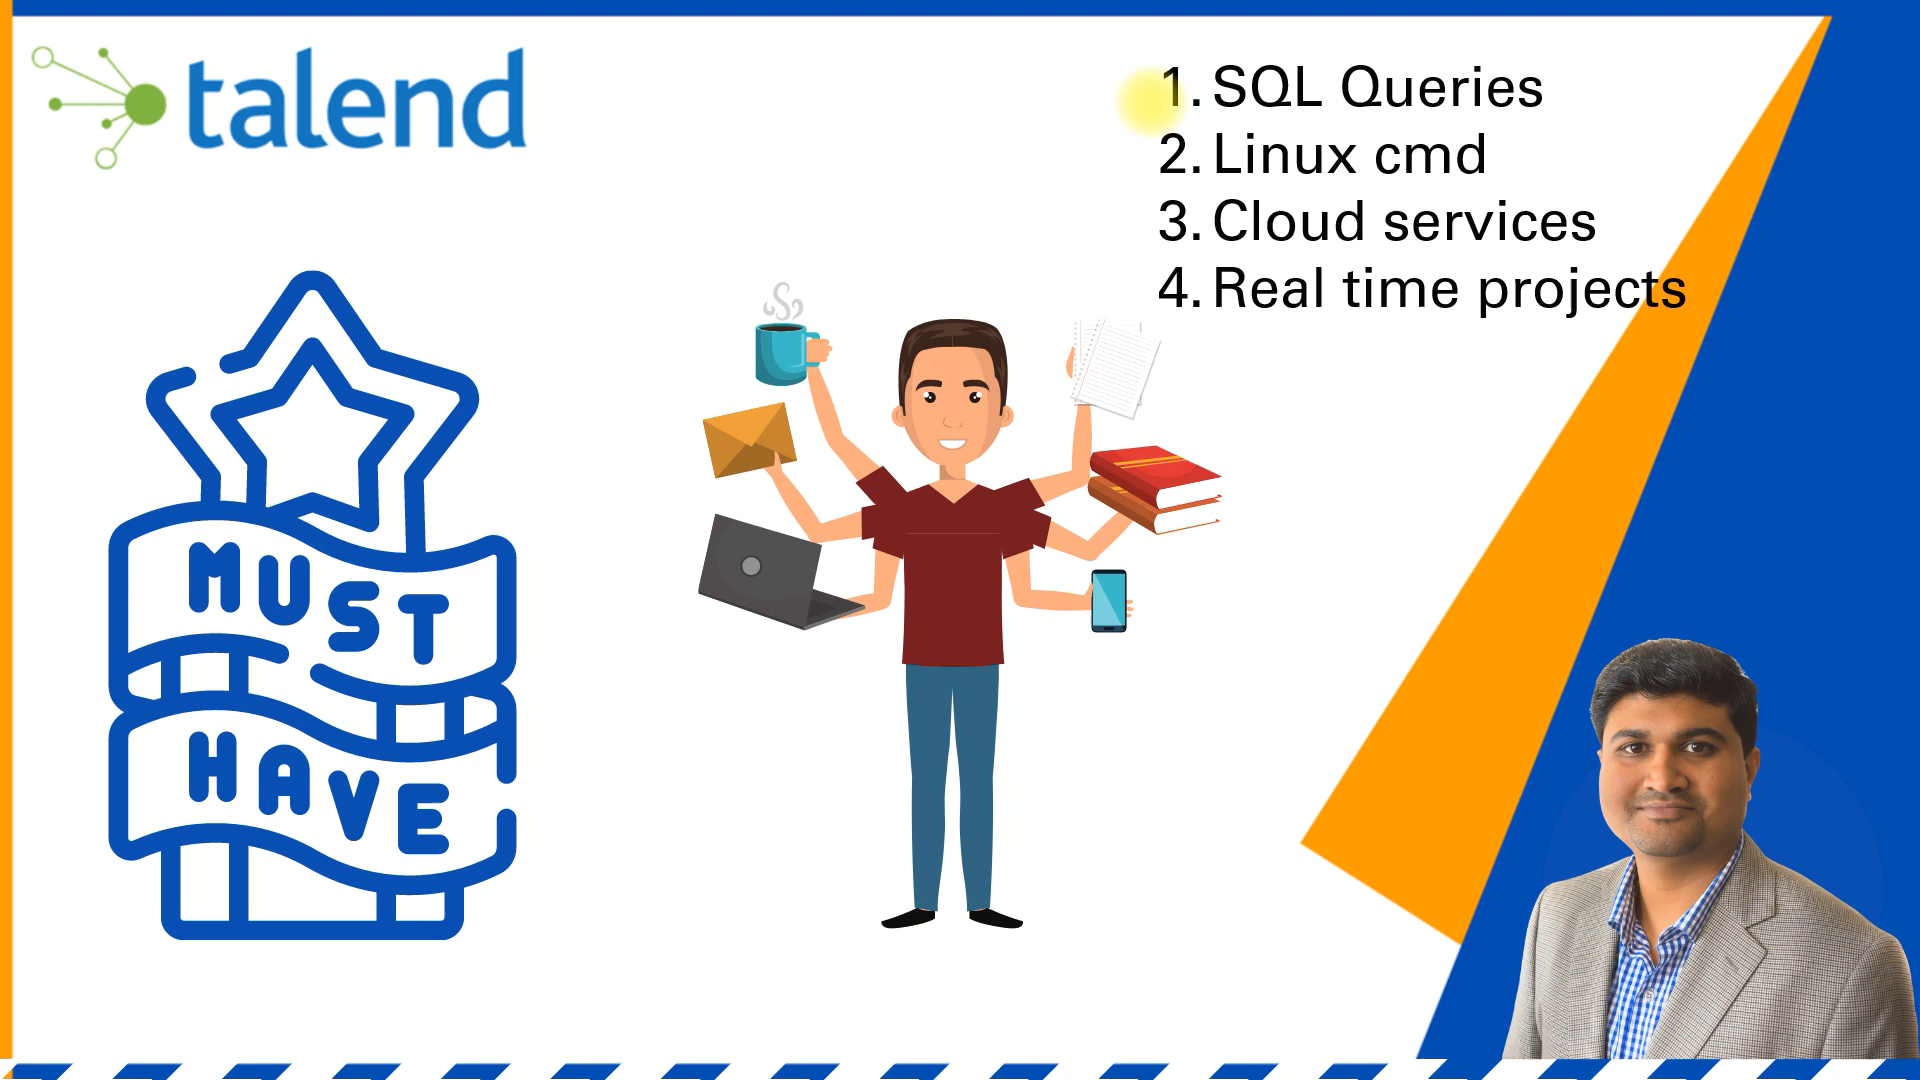 talend
1. SQL Queries
2. Linux cmd
3. Cloud services
4. Real time projects
MUST
HAVE